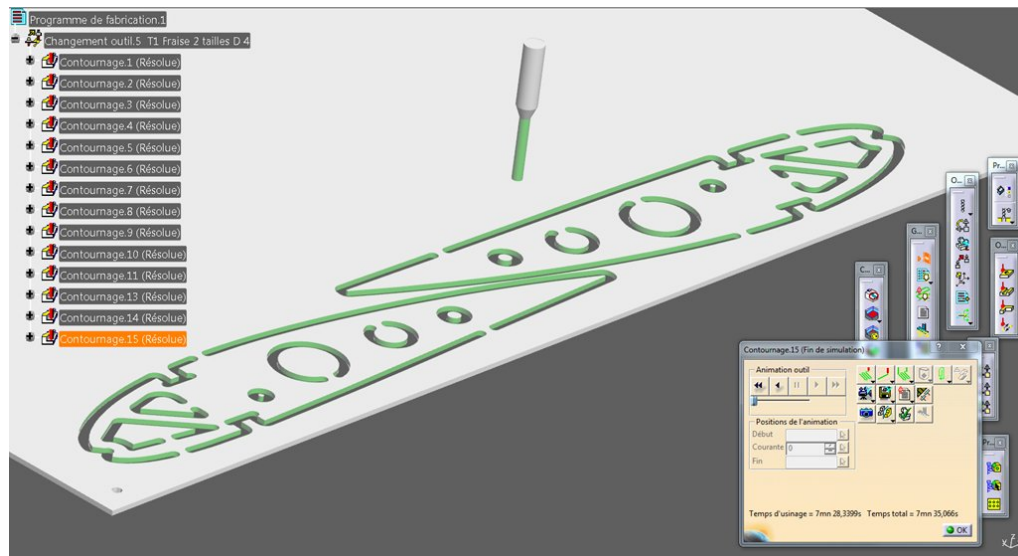 Programme de fabrication.1
Changement outil.5 T1 Fraise 2 tailles D 4
Contournage.1 (Résolue)
Contournage.2 (Résolue)
Contournage.3 (Résolue)
Contournage.4 (Résolue)
Contournage.5 (Résolue)
Contournage.6 (Résolue)
Contournage.7 (Résolue)
Contournage.8 (Résolue)
Contournage.9 (Résolue)
Contournage.10 (Résolue)
Contournage.11 (Résolue)
Contournage.13 (Résolue)
Contournage.14 (Résolue)
Contournage.15 (Résolue)
Pr...
O...
G...
O...
C...
Contournage.15 (Fin de simulation)
Animation outil
Positions de l'animation
Début
Courante 0
Fin
Pr...
Temps d'usinage = 7mn 28,3399s Temps total = 7mn 35,066s
OK
x z